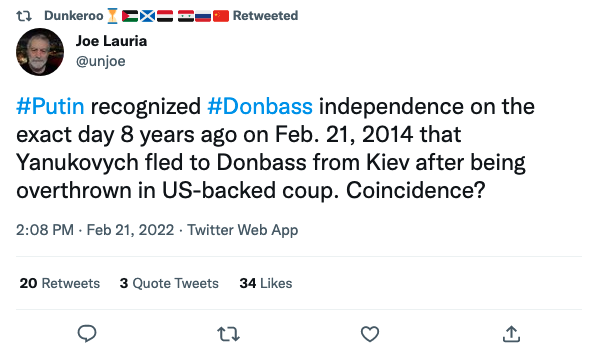 Dunkeroo ⏳🇵🇸🏴󠁧󠁢󠁳󠁣󠁴󠁿🇾🇪 🇸🇾🇷🇺🇨🇳 Retweeted
Joe Lauria
@unjoe
#Putin recognized #Donbass independence on the
exact day 8 years ago on Feb. 21, 2014 that
Yanukovych fled to Donbass from Kiev after being
overthrown in US-backed coup. Coincidence?
2:08 PM · Feb 21, 2022 · Twitter Web App
20 Retweets 3 Quote Tweets 34 Likes